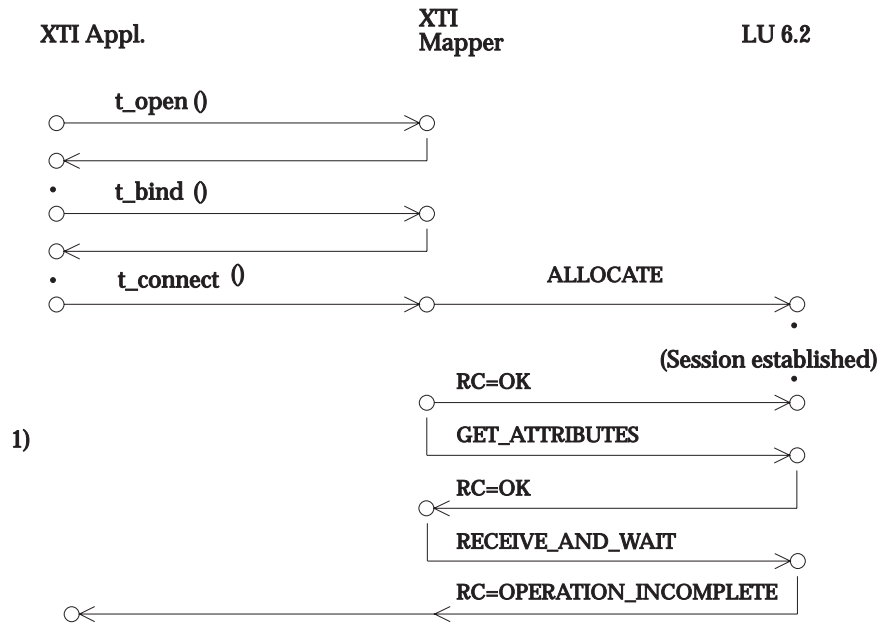 XTI Appl.
XTI
Mapper
LU 6.2
t_open ()
t_bind ()
t_connect ()
ALLOCATE
(Session established)
RC=OK
1)
GET_ATTRIBUTES
RC=OK
RECEIVE_AND_WAIT
RC=OPERATION_INCOMPLETE